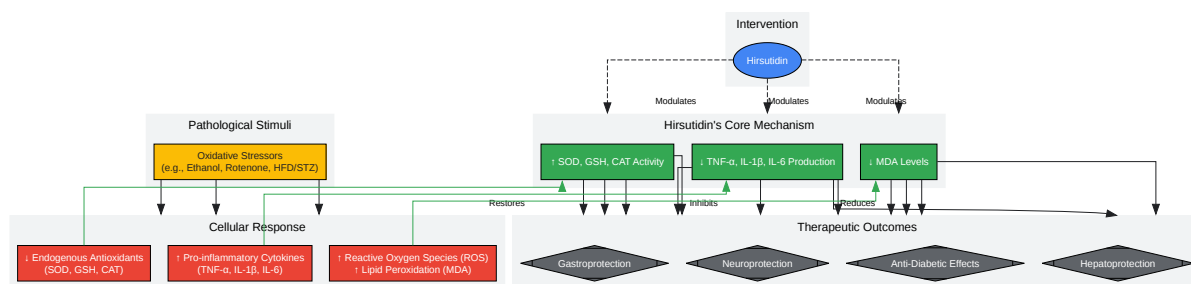 Intervention
Hirsutidin
Modulates
Modulates
Modulates
Pathological Stimuli
Hirsutidin's Core Mechanism
Oxidative Stressors
(e.g., Ethanol, Rotenone, HFD/STZ)
↑ SOD, GSH, CAT Activity
↓ TNF-α, IL-1β, IL-6 Production
↓ MDA Levels
Restores
Inhibits
Reduces
Cellular Response
Therapeutic Outcomes
↓ Endogenous Antioxidants
(SOD, GSH, CAT)
↑ Pro-inflammatory Cytokines
(TNF-α, IL-1β, IL-6)
↑ Reactive Oxygen Species (ROS)
↑ Lipid Peroxidation (MDA)
Gastroprotection
Neuroprotection
Anti-Diabetic Effects
Hepatoprotection